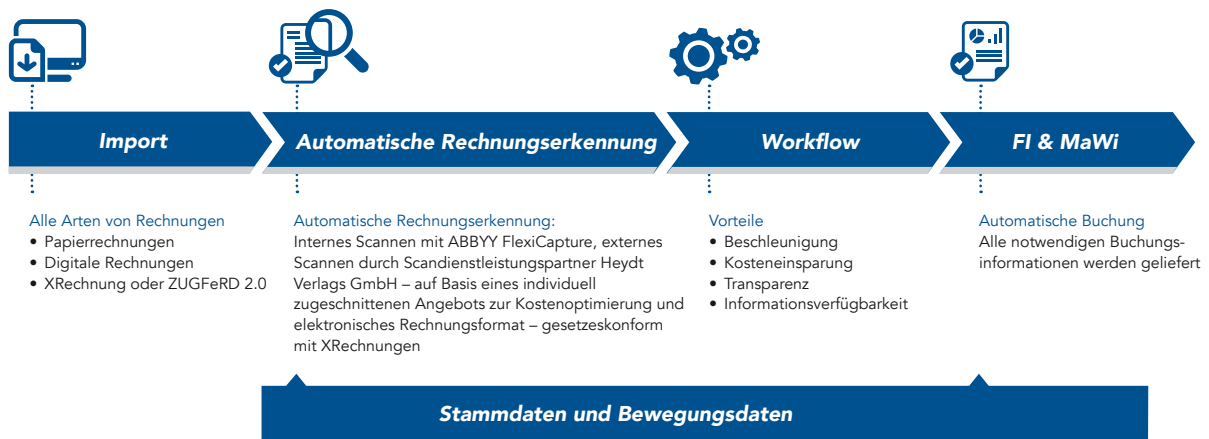 Import
Automatische Rechnungserkennung
Workflow
FI & MaWi
Alle Arten von Rechnungen
• Papierrechnungen
• Digitale Rechnungen
• XRechnung oder ZUGFeRD 2.0
Automatische Rechnungserkennung:
Internes Scannen mit ABBYY FlexiCapture, externes
Scannen durch Scandienstleistungspartner Heydt
Verlags GmbH – auf Basis eines individuell
zugeschnittenen Angebots zur Kostenoptimierung und
elektronisches Rechnungsformat – gesetzeskonform
mit XRechnungen
Vorteile
• Beschleunigung
• Kosteneinsparung
• Transparenz
• Informationsverfügbarkeit
Automatische Buchung
Alle notwendigen Buchungs-
informationen werden geliefert
Stammdaten und Bewegungsdaten